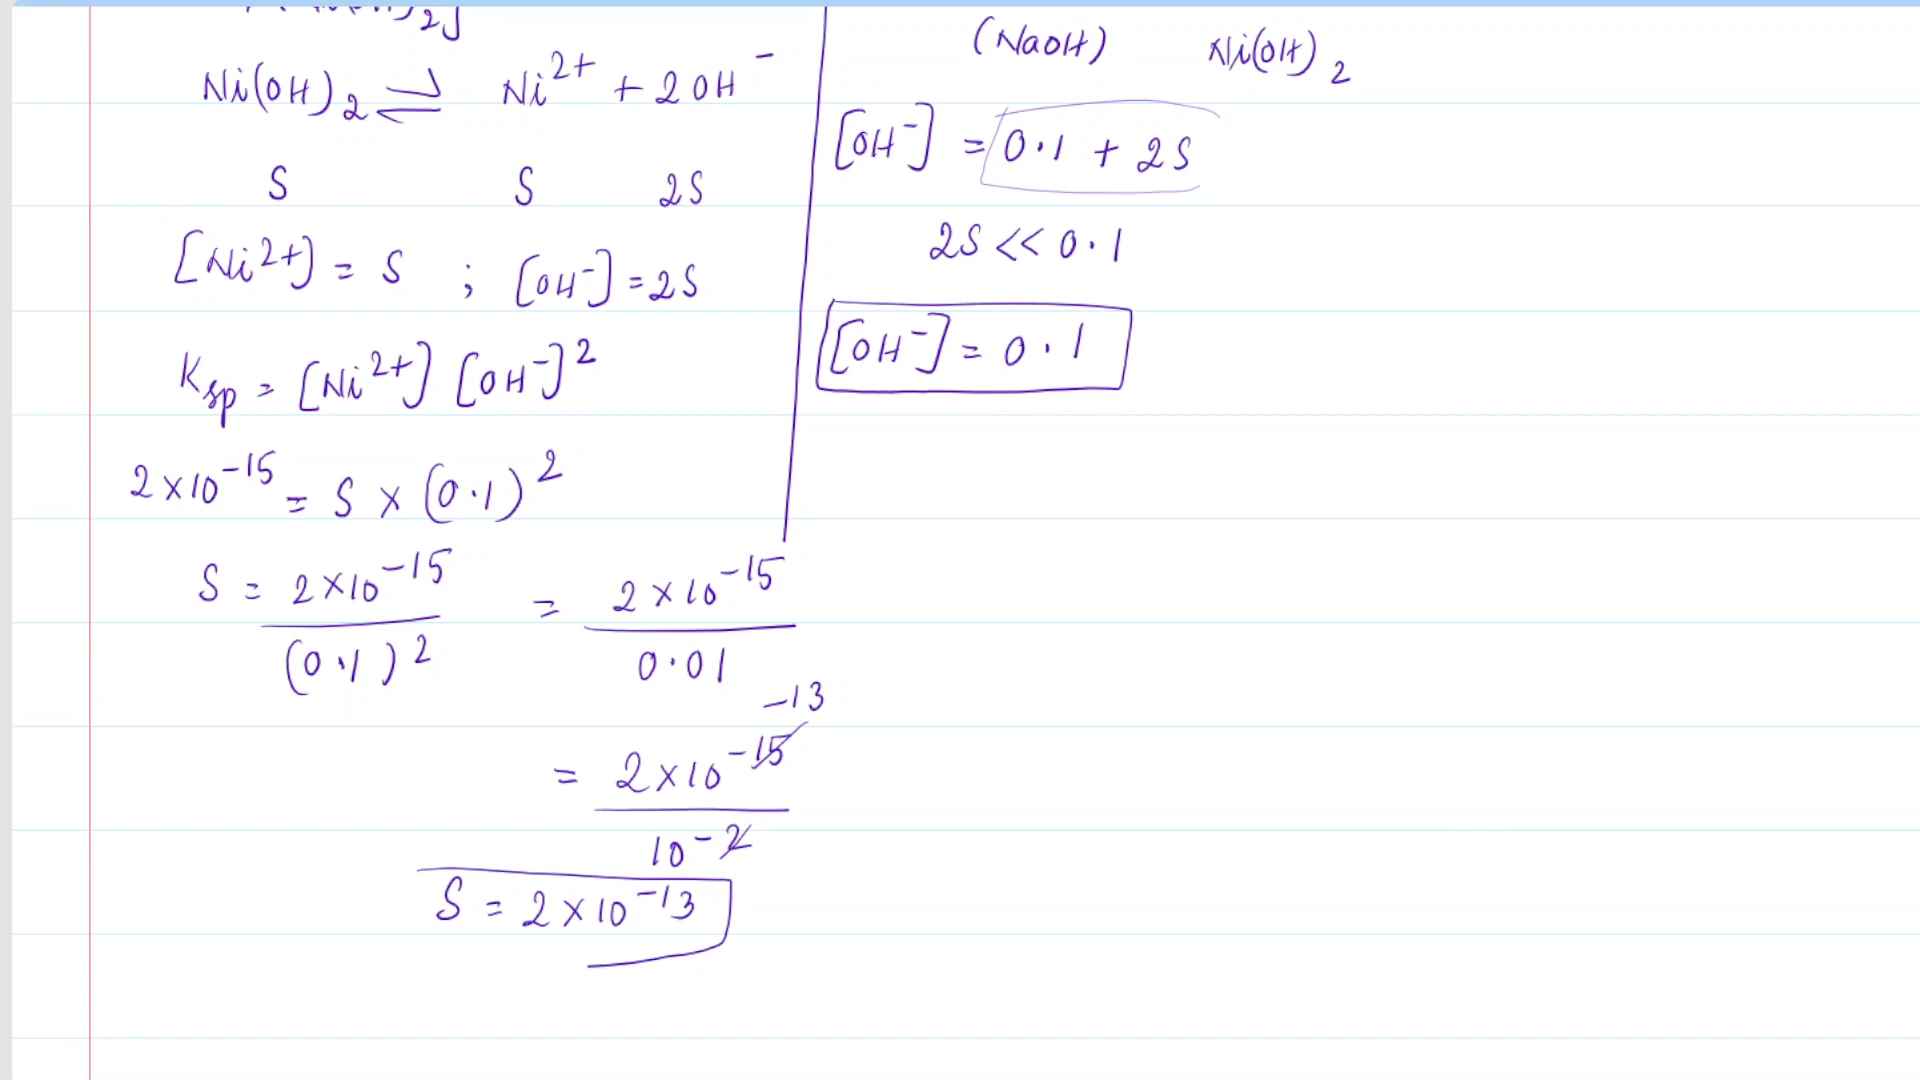 Ni(OH)2 ⇌ Ni2+ + 2OH-
S S 2S
[Ni2+] = S ; [OH-] = 2S
Ksp = [Ni2+] [OH-]2
2×10-15 = S × (0.1)2
S = 2×10-15 / (0.1)2 = 2×10-15 / 0.01
-13
= 2×10-15 / 10-2
S = 2×10-13
(NaOH) Ni(OH)2
[OH-] = 0.1 + 2S
2S << 0.1
[OH-] = 0.1